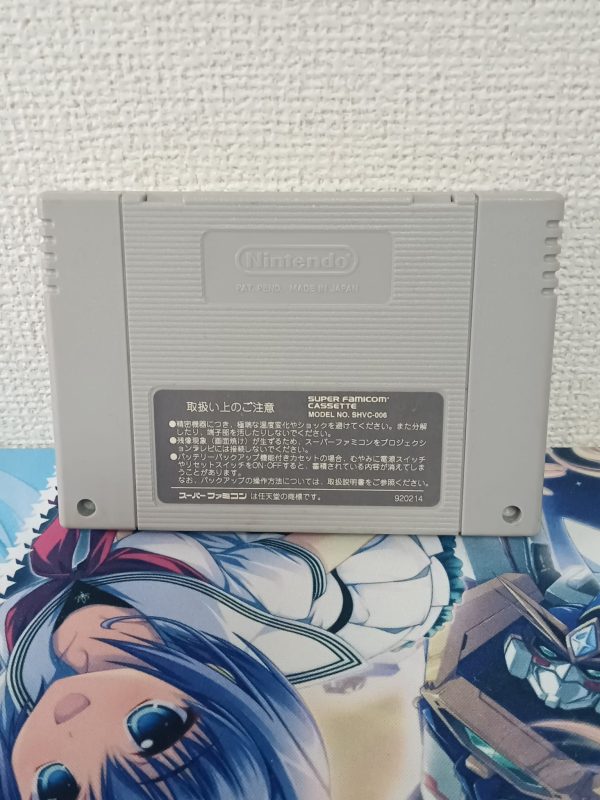 Nintendo
PAT. PEND. MADE IN JAPAN
取扱い上のご注意
SUPER FAMICOM™
CASSETTE
MODEL NO. SHVC-006
●精密機器につき、極端な温度変化やショックを避けてください。また分解
したり、端子部を汚したりしないでください。
●残像現象（画面焼け）が生ずるため、スーパーファミコンをプロジェクシ
ョンテレビには接続しないでください。
●バッテリーバックアップ機能付きカセットの場合、むやみに電源スイッチ
やリセットスイッチをON・OFFすると、蓄積されている内容が消えてしま
うことがあります。
なお、バックアップの操作方法については、取扱説明書をご参照ください。
スーパーファミコン は任天堂の商標です。
920214